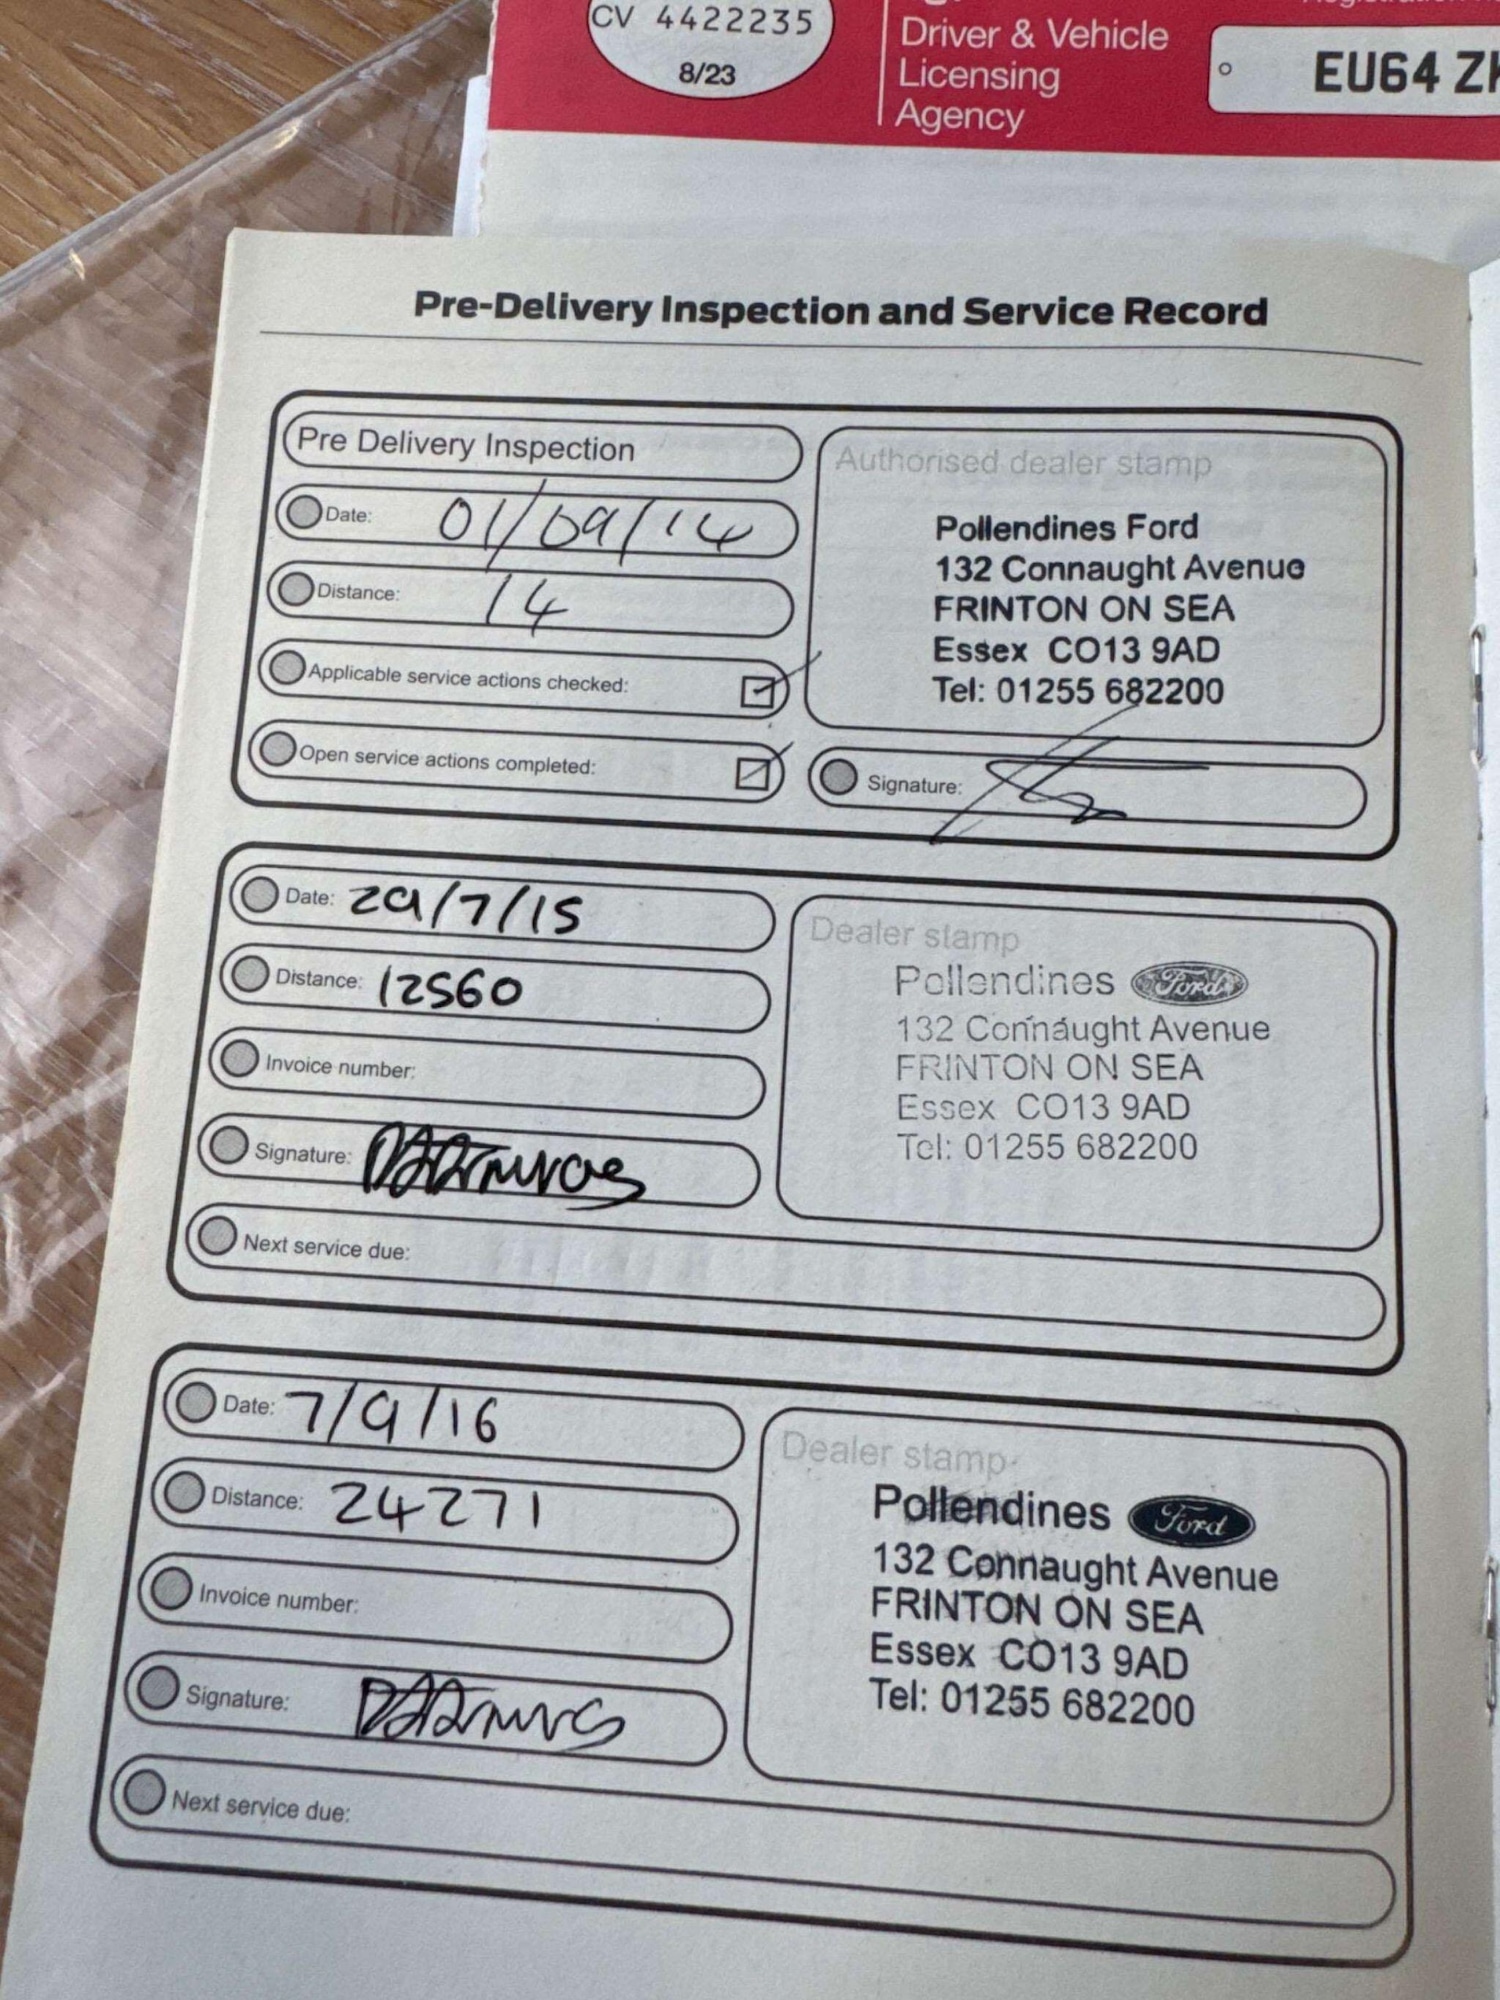 CV 4422235
8/23
Driver & Vehicle
Licensing
Agency
EU64 Z
Pre-Delivery Inspection and Service Record
Pre Delivery Inspection
Date: 01/09/14
Distance: 14
Applicable service actions checked:
Open service actions completed:
Authorised dealer stamp
Pollendines Ford
132 Connaught Avenue
FRINTON ON SEA
Essex CO13 9AD
Tel: 01255 682200
Signature:
Date: 29/7/15
Distance: 12560
Invoice number:
Signature:
Next service due:
Dealer stamp
Pollendines Ford
132 Connaught Avenue
FRINTON ON SEA
Essex CO13 9AD
Tel: 01255 682200
Date: 7/9/16
Distance: 24271
Invoice number:
Signature:
Next service due:
Dealer stamp
Pollendines Ford
132 Connaught Avenue
FRINTON ON SEA
Essex CO13 9AD
Tel: 01255 682200